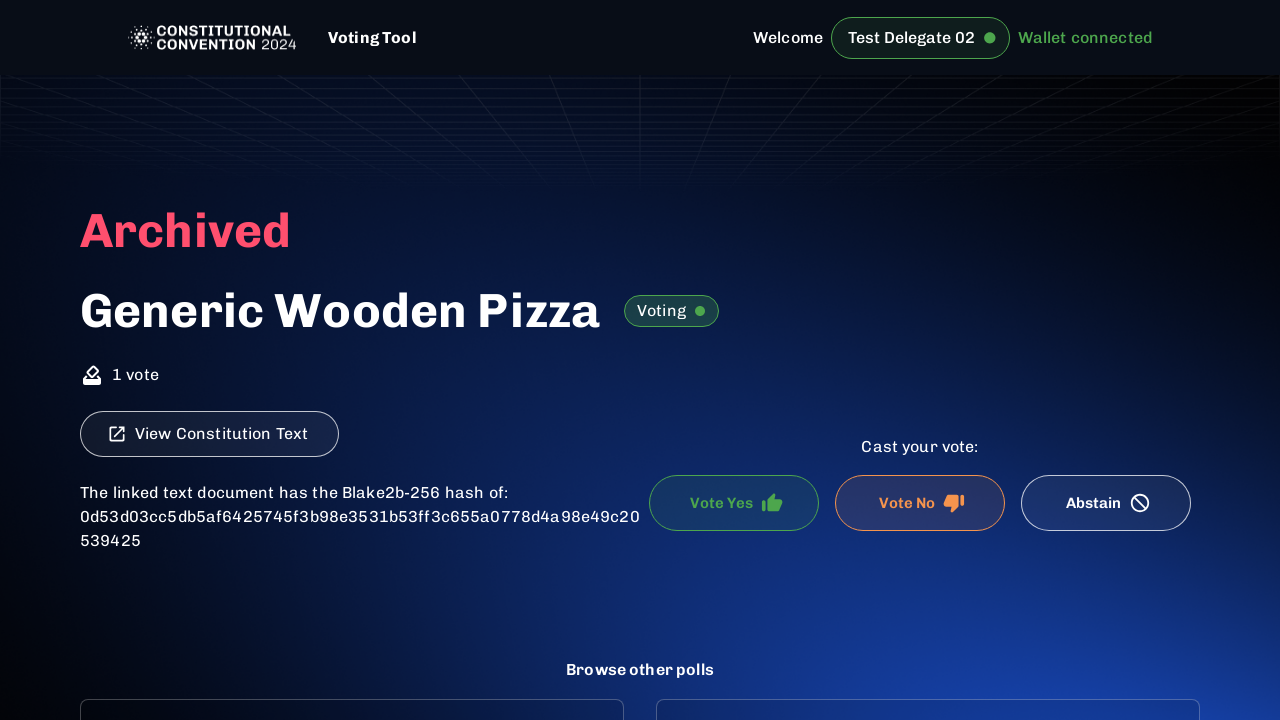 CONSTITUTIONAL
CONVENTION 2024
Voting Tool
Welcome
Test Delegate 02
Wallet connected
Archived
Generic Wooden Pizza
Voting
1 vote
View Constitution Text
The linked text document has the Blake2b-256 hash of:
0d53d03cc5db5af6425745f3b98e3531b53ff3c655a0778d4a98e49c20
539425
Cast your vote:
Vote Yes
Vote No
Abstain
Browse other polls